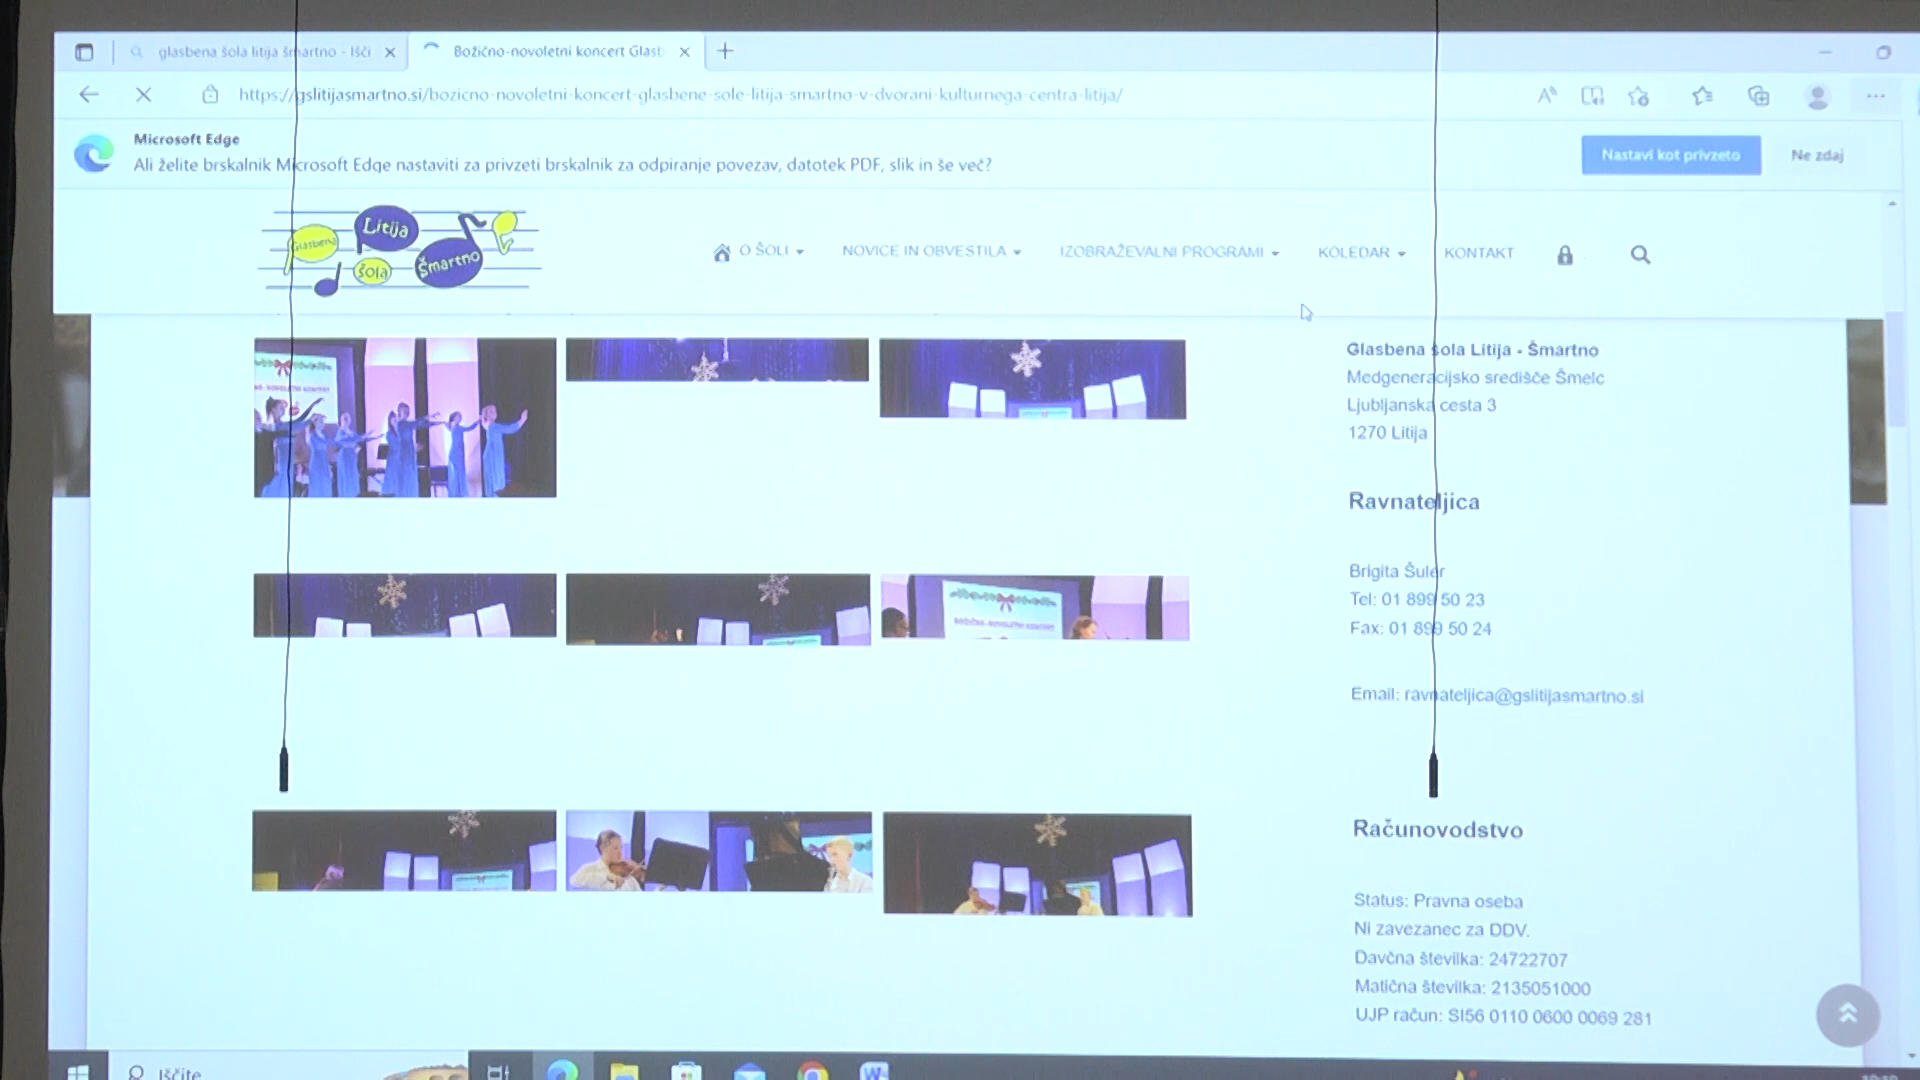 glasbena šola litija šmartno - Išči
Božično-novoletni koncert Glasb
https://gslitijasmartno.si/bozicno-novoletni-koncert-glasbene-sole-litija-smartno-v-dvorani-kulturnega-centra-litija/
Microsoft Edge
Ali želite brskalnik Microsoft Edge nastaviti za privzeti brskalnik za odpiranje povezav, datotek PDF, slik in še več?
Nastavi kot privzeto
Ne zdaj
Glasbena
Litija
šola
Šmartno
O ŠOLI
NOVICE IN OBVESTILA
IZOBRAŽEVALNI PROGRAMI
KOLEDAR
KONTAKT
Glasbena šola Litija - Šmartno
Medgeneracijsko središče Šmelc
Ljubljanska cesta 3
1270 Litija
Ravnateljica
Brigita Šuler
Tel: 01 899 50 23
Fax: 01 899 50 24
Email: ravnateljica@gslitijasmartno.si
BOŽIČNO-NOVOLETNI KONCERT
Računovodstvo
Status: Pravna oseba
Ni zavezanec za DDV.
Davčna številka: 24722707
Matična številka: 2135051000
UJP račun: SI56 0110 0600 0069 281
Iščite